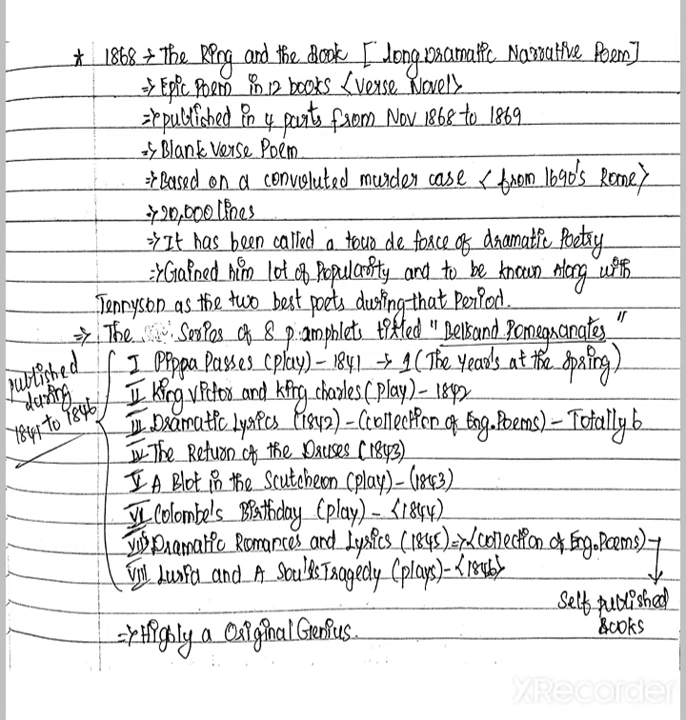 * 1868 → The Ring and the Book [long Dramatic Narrative Poem]
⇒ Epic Poem in 12 books <Verse Novel>
⇒ published in 4 parts from Nov 1868 to 1869
⇒ Blank Verse Poem
⇒ Based on a convoluted murder case <from 1690's Rome>
⇒ 20,000 lines
⇒ It has been called a tour de force of dramatic Poetry
⇒ Gained him lot of Popularity and to be known Along with
Tennyson as the two best poets during that Period.
⇒ The Series of 8 pamphlets titled "Bells and Pomegranates"
published during 1841 to 1846
I Pippa Passes (play) - 1841 → 1 (The Year's at the Spring)
II King Victor and King Charles (Play) - 1842
III Dramatic Lyrics (1842) - (collection of Eng. Poems) - Totally 6
IV The Return of the Druses (1843)
V A Blot in the Scutcheon (play) - (1843)
VI Colombe's Birthday (play) - <1844>
VII Dramatic Romances and Lyrics (1845) ⇒ <collection of Eng. Poems>
VIII Luria and A Soul's Tragedy (plays) - <1846>
Self published
Books
⇒ Highly a Original Genius.
XRecorder